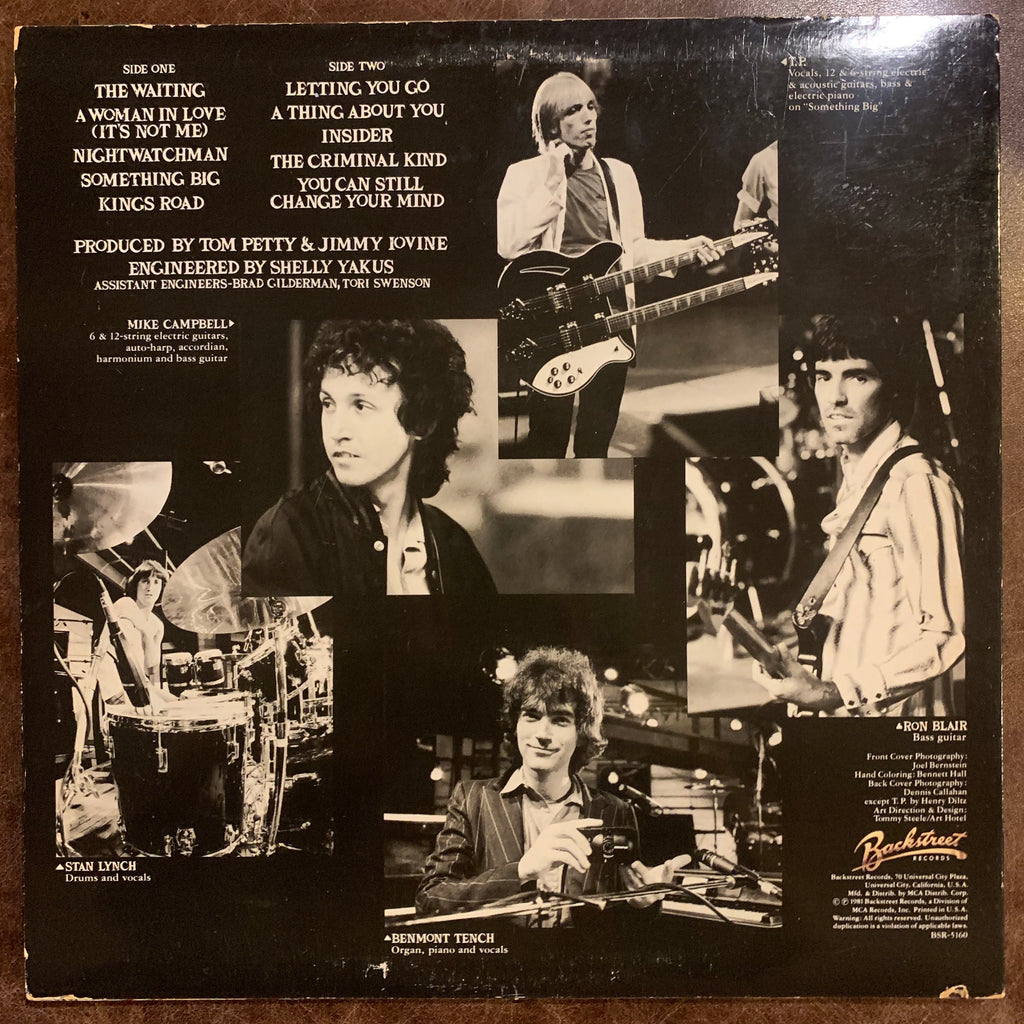 SIDE ONE
THE WAITING
A WOMAN IN LOVE
(IT'S NOT ME)
NIGHTWATCHMAN
SOMETHING BIG
KINGS ROAD
SIDE TWO
LETTING YOU GO
A THING ABOUT YOU
INSIDER
THE CRIMINAL KIND
YOU CAN STILL
CHANGE YOUR MIND
PRODUCED BY TOM PETTY & JIMMY IOVINE
ENGINEERED BY SHELLY YAKUS
ASSISTANT ENGINEERS-BRAD GILDERMAN, TORI SWENSON
T.P.
Vocals, 12 & 6-string electric
& acoustic guitars, bass &
electric piano
on "Something Big"
MIKE CAMPBELL
6 & 12-string electric guitars,
auto-harp, accordian,
harmonium and bass guitar
RON BLAIR
Bass guitar
STAN LYNCH
Drums and vocals
BENMONT TENCH
Organ, piano and vocals
Front Cover Photography:
Joel Bernstein
Hand Coloring: Bennett Hall
Back Cover Photography:
Dennis Callahan
except T.P. by Henry Diltz
Art Direction & Design:
Tommy Steele/Art Hotel
Backstreet
RECORDS
Backstreet Records, 70 Universal City Plaza,
Universal City, California, U.S.A.
Mfd. & Distrib. by MCA Distrib. Corp.
© ℗ 1981 Backstreet Records, a Division of
MCA Records, Inc. Printed in U.S.A.
Warning: All rights reserved. Unauthorized
duplication is a violation of applicable laws.
BSR-5160